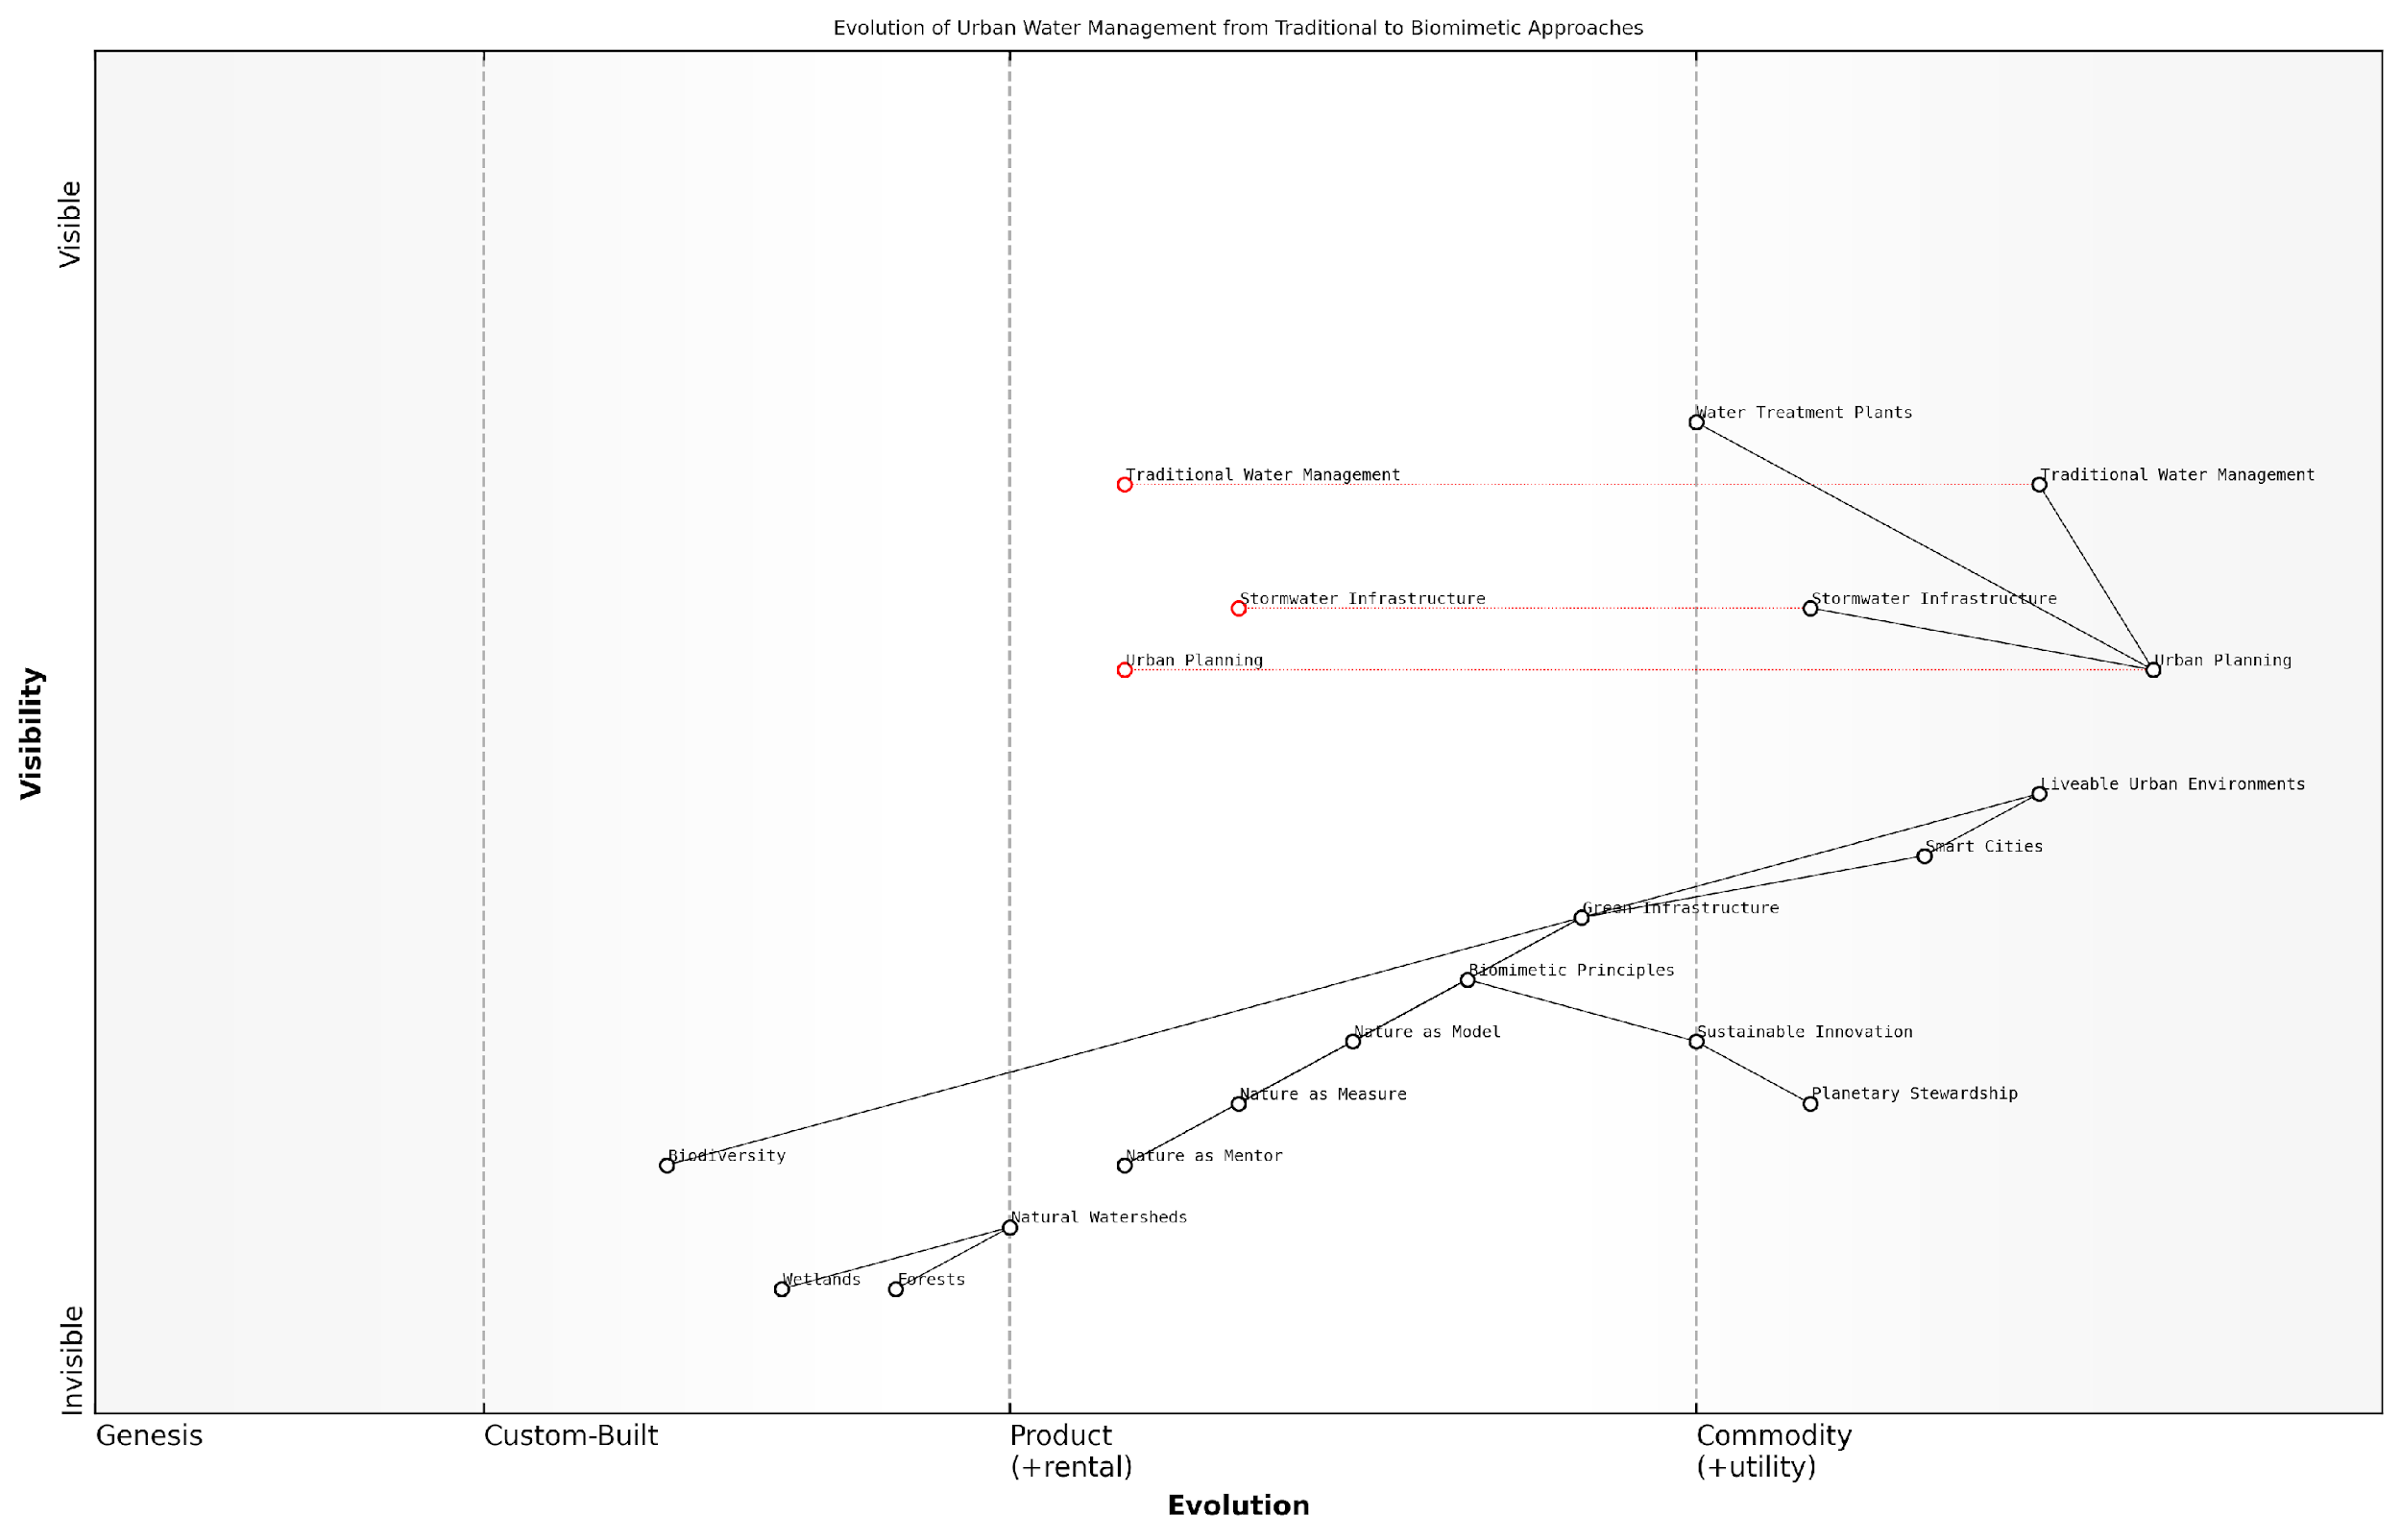 Evolution of Urban Water Management from Traditional to Biomimetic Approaches
Visible
Visibility
Invisible
Water Treatment Plants
Traditional Water Management
Traditional Water Management
Stormwater Infrastructure
Stormwater Infrastructure
Urban Planning
Urban Planning
Liveable Urban Environments
Smart Cities
Green Infrastructure
Biomimetic Principles
Nature as Model
Sustainable Innovation
Nature as Measure
Planetary Stewardship
Biodiversity
Nature as Mentor
Natural Watersheds
Wetlands
Forests
Genesis
Custom-Built
Product
(+rental)
Commodity
(+utility)
Evolution